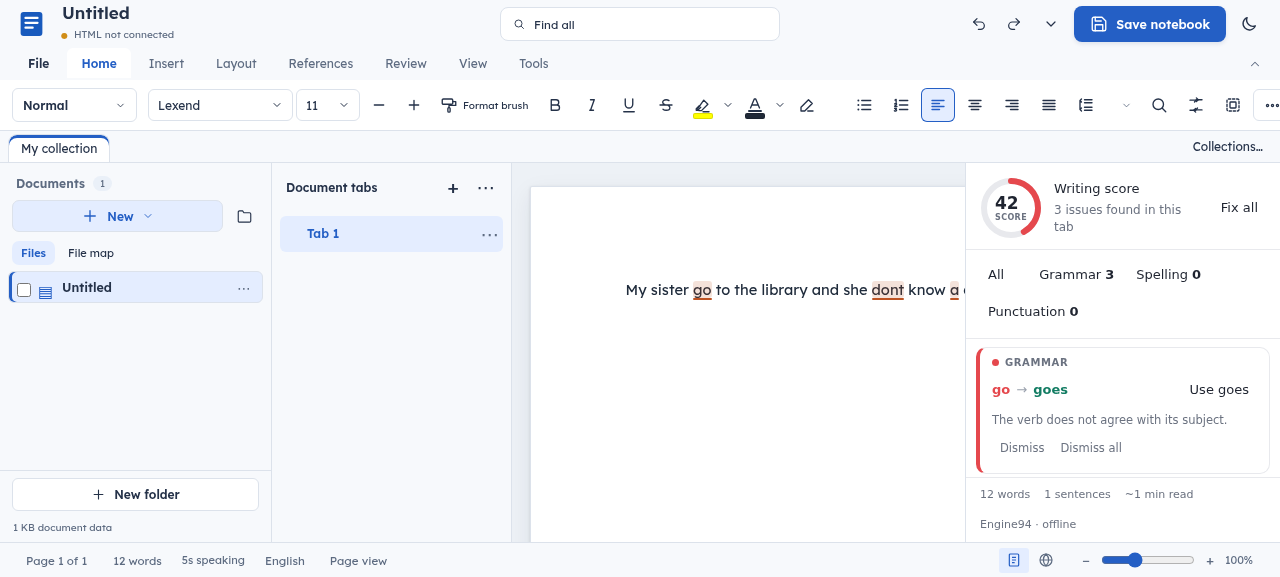 Untitled
HTML not connected
Find all
Save notebook
File Home Insert Layout References Review View Tools
Normal Lexend 11 Format brush B I U S A
My collection Collections...
Documents 1
New
Files File map
Untitled
New folder
1 KB document data
Document tabs
Tab 1
My sister go to the library and she dont know a
42 SCORE
Writing score
3 issues found in this tab
Fix all
All Grammar 3 Spelling 0
Punctuation 0
GRAMMAR
go → goes Use goes
The verb does not agree with its subject.
Dismiss Dismiss all
12 words 1 sentences ~1 min read
Engine94 · offline
Page 1 of 1 12 words 5s speaking English Page view − + 100%